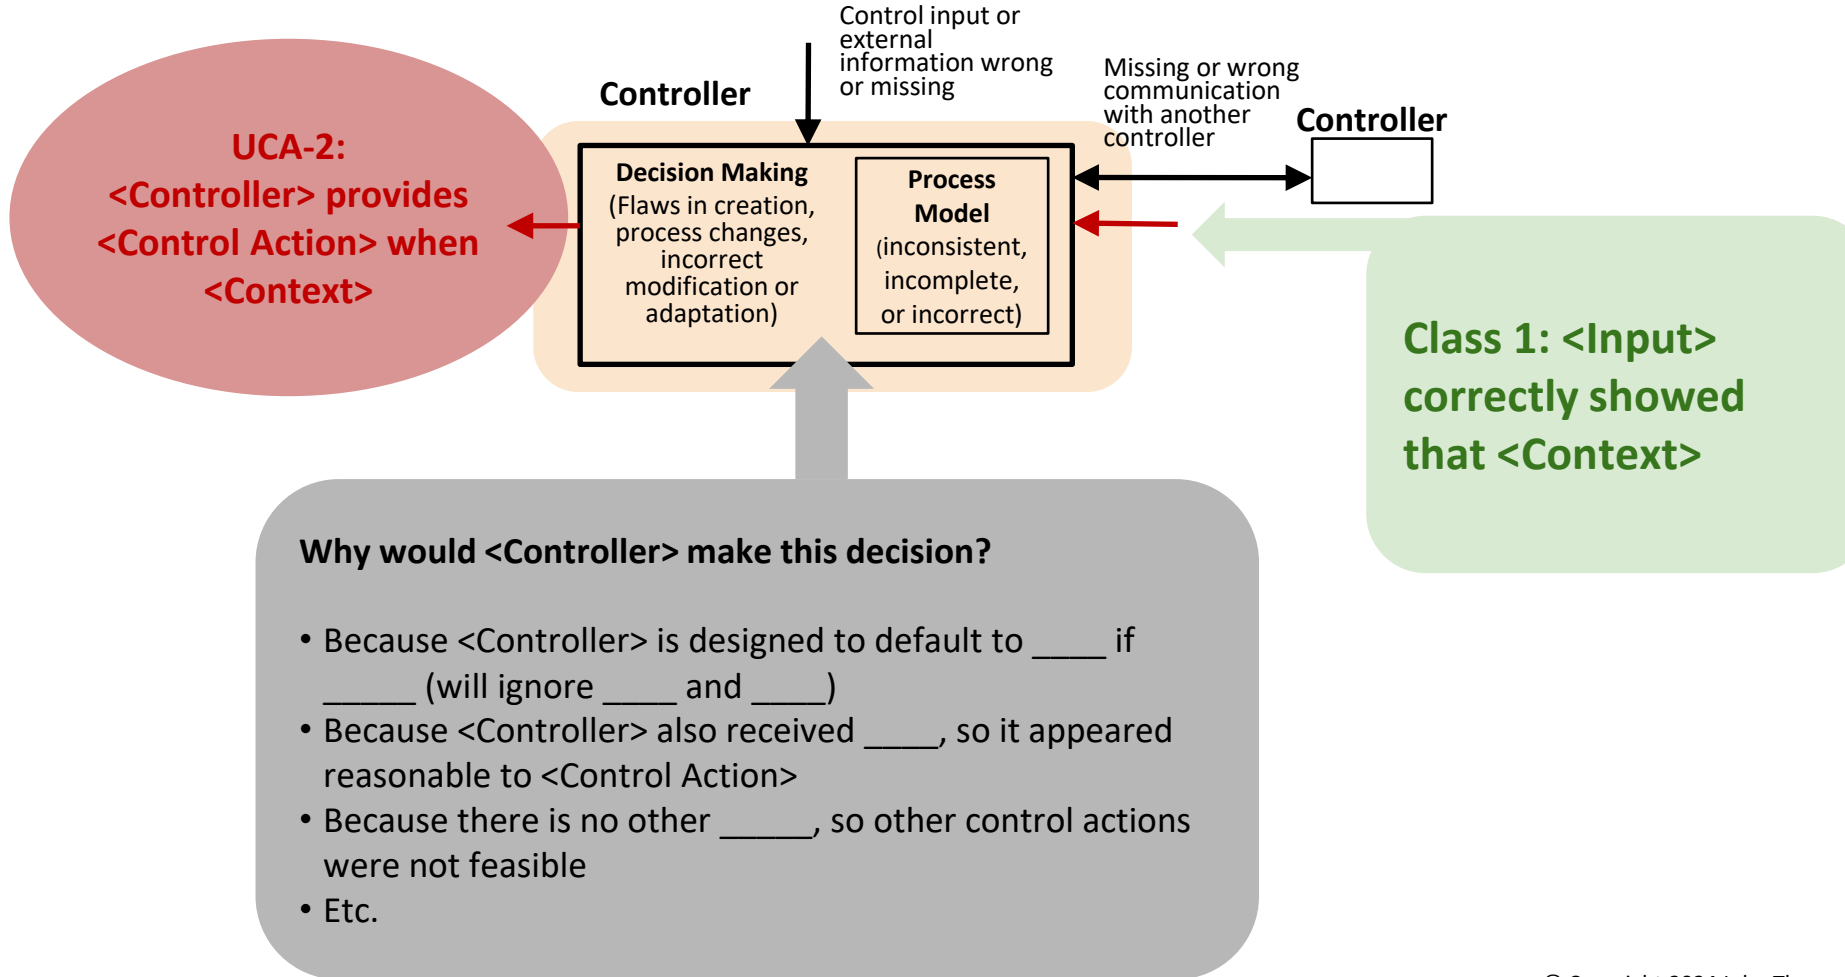 Control input or
external
information wrong
or missing
Missing or wrong
communication
with another
controller
Controller
Controller
UCA-2:
<Controller> provides
<Control Action> when
<Context>
Decision Making
(Flaws in creation,
process changes,
incorrect
modification or
adaptation)
Process
Model
(inconsistent,
incomplete,
or incorrect)
Class 1: <Input>
correctly showed
that <Context>
Why would <Controller> make this decision?
• Because <Controller> is designed to default to ____ if
_____ (will ignore ____ and ____)
• Because <Controller> also received ____, so it appeared
reasonable to <Control Action>
• Because there is no other _____, so other control actions
were not feasible
• Etc.